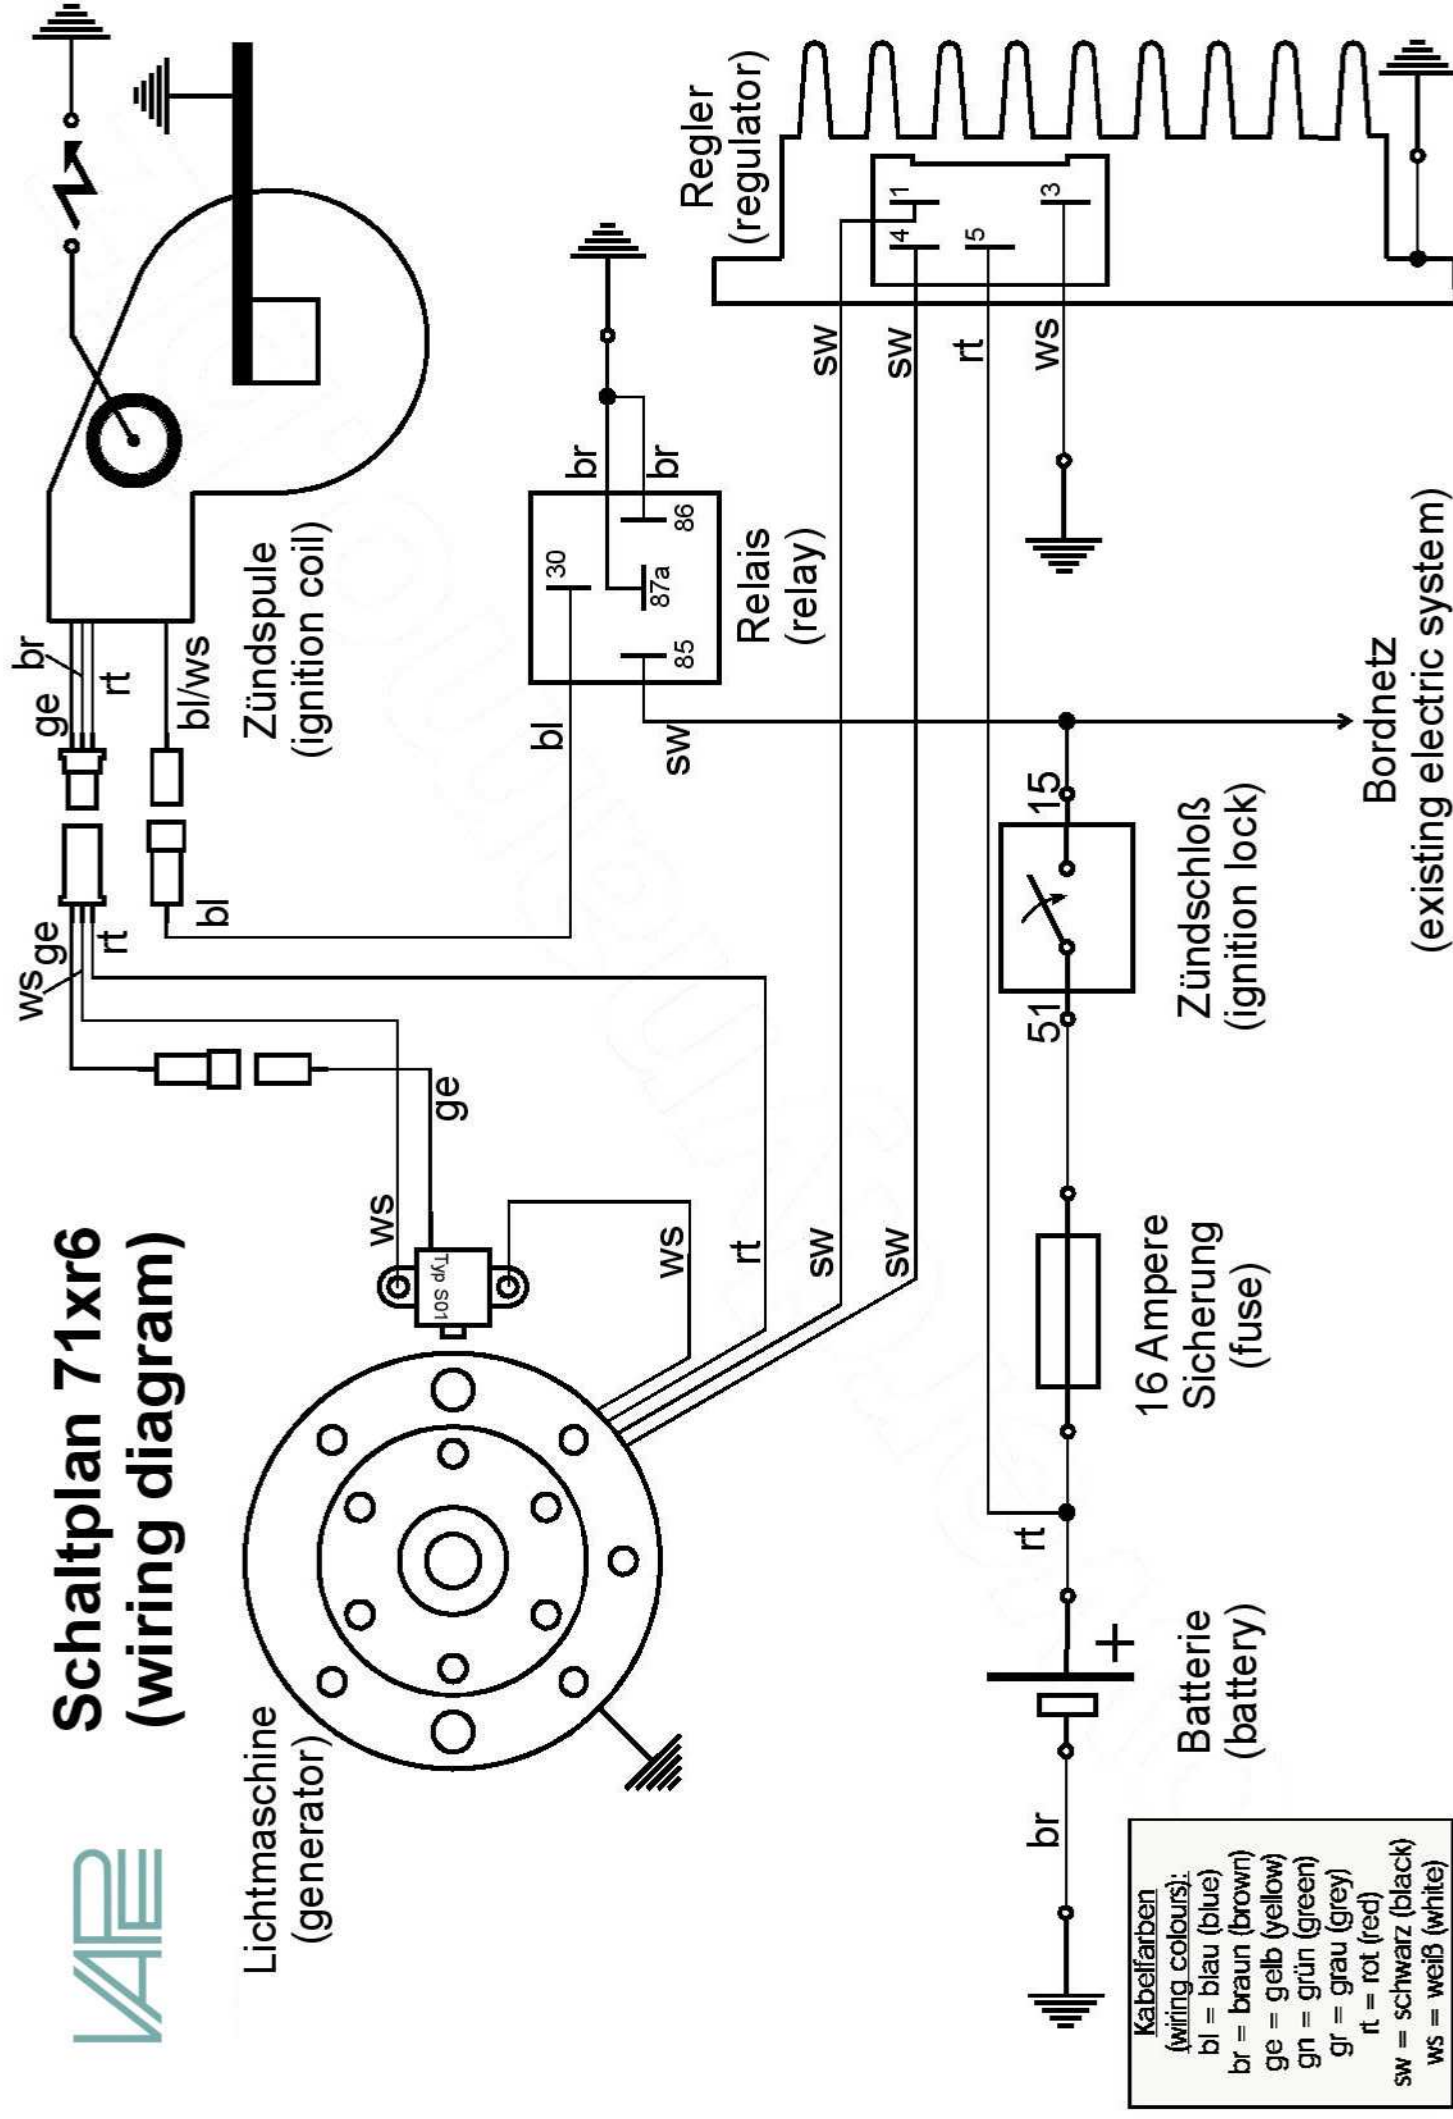 VAPE
Schaltplan 71xr6
(wiring diagram)
Lichtmaschine
(generator)
ws
ge
rt
ge
br
rt
bl
bl/ws
Zündspule
(ignition coil)
ws
Typ S01
ge
ws
rt
sw
sw
bl
sw
30
87a
85
86
br
br
Relais
(relay)
Regler
(regulator)
sw
sw
rt
ws
4
1
5
3
br
Batterie
(battery)
+
rt
16 Ampere
Sicherung
(fuse)
51
15
Zündschloß
(ignition lock)
Bordnetz
(existing electric system)
Kabelfarben
(wiring colours):
bl = blau (blue)
br = braun (brown)
ge = gelb (yellow)
gn = grün (green)
gr = grau (grey)
rt = rot (red)
sw = schwarz (black)
ws = weiß (white)